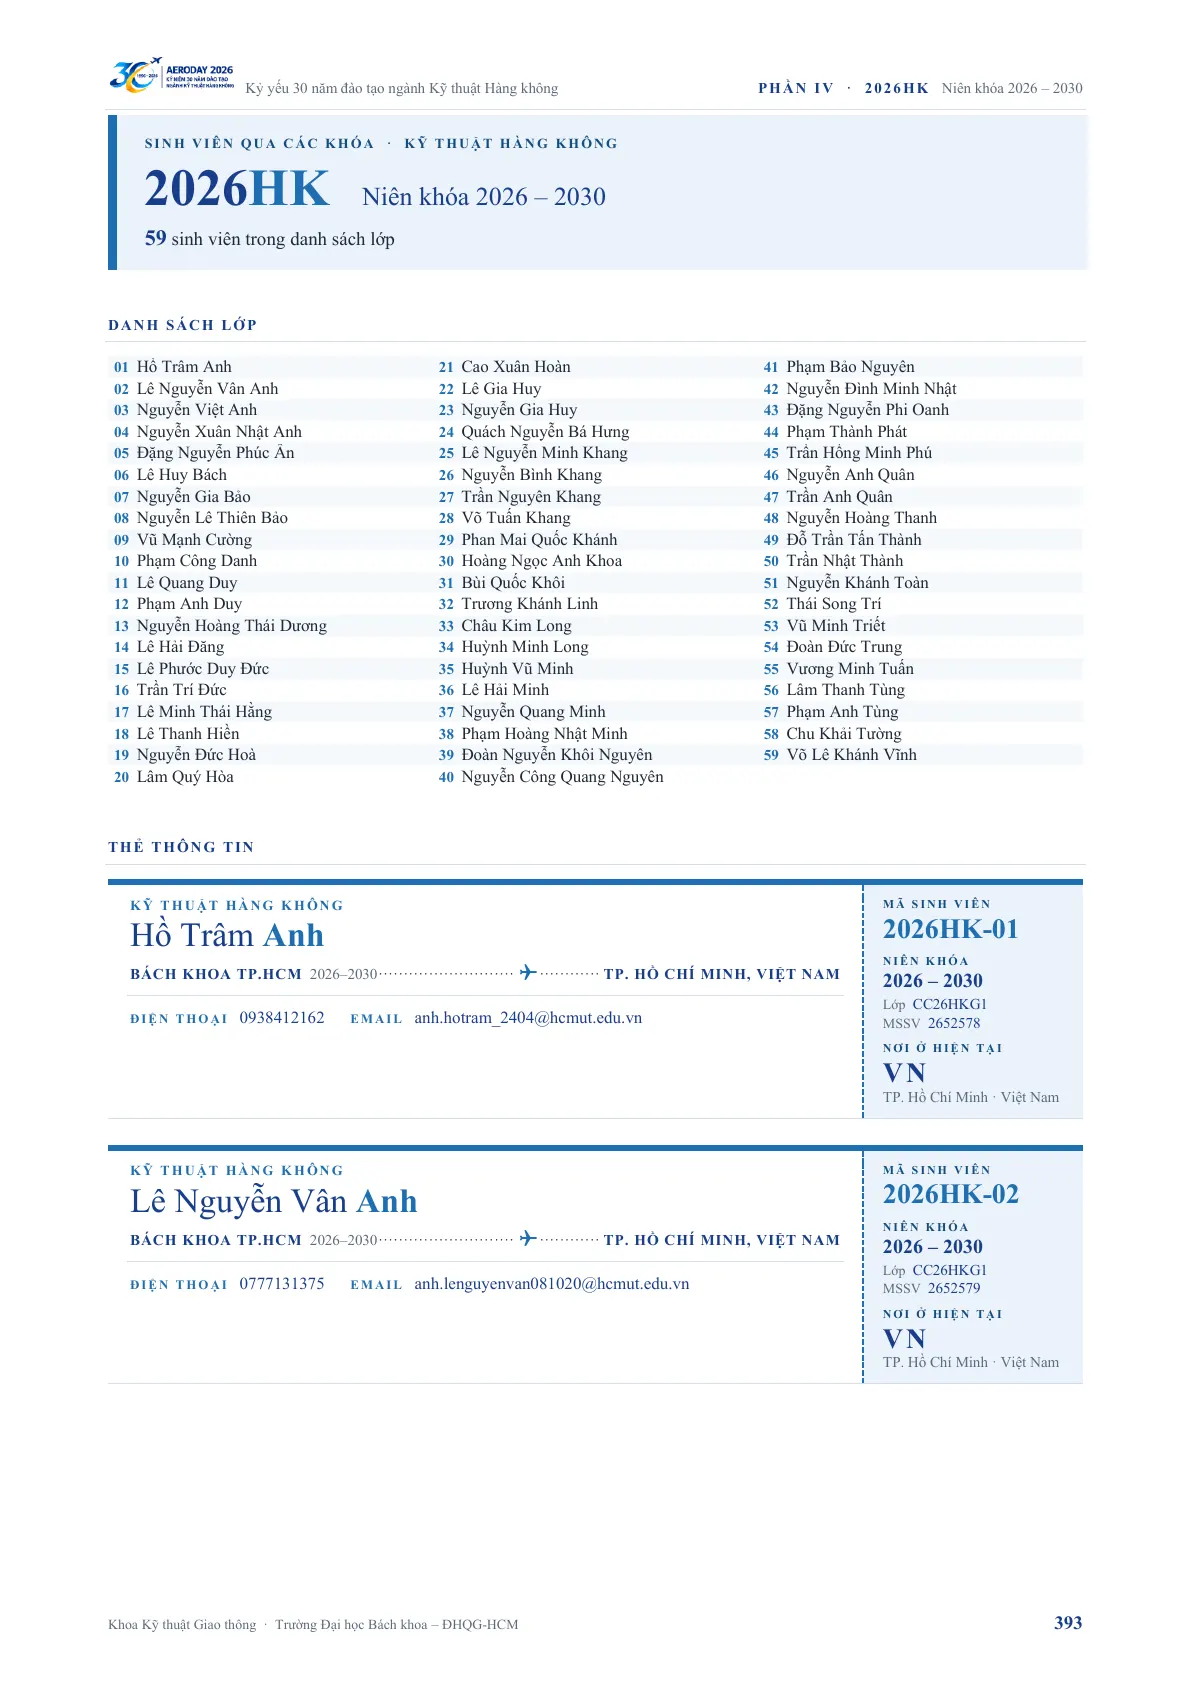 30 1996 - 2026 AERODAY 2026
KỶ NIỆM 30 NĂM ĐÀO TẠO
NGÀNH KỸ THUẬT HÀNG KHÔNG
Kỷ yếu 30 năm đào tạo ngành Kỹ thuật Hàng không
PHẦN IV · 2026HK Niên khóa 2026 – 2030
SINH VIÊN QUA CÁC KHÓA · KỸ THUẬT HÀNG KHÔNG
2026HK Niên khóa 2026 – 2030
59 sinh viên trong danh sách lớp
DANH SÁCH LỚP
01 Hồ Trâm Anh
02 Lê Nguyễn Vân Anh
03 Nguyễn Việt Anh
04 Nguyễn Xuân Nhật Anh
05 Đặng Nguyễn Phúc Ân
06 Lê Huy Bách
07 Nguyễn Gia Bảo
08 Nguyễn Lê Thiên Bảo
09 Vũ Mạnh Cường
10 Phạm Công Danh
11 Lê Quang Duy
12 Phạm Anh Duy
13 Nguyễn Hoàng Thái Dương
14 Lê Hải Đăng
15 Lê Phước Duy Đức
16 Trần Trí Đức
17 Lê Minh Thái Hằng
18 Lê Thanh Hiền
19 Nguyễn Đức Hoà
20 Lâm Quý Hòa
21 Cao Xuân Hoàn
22 Lê Gia Huy
23 Nguyễn Gia Huy
24 Quách Nguyễn Bá Hưng
25 Lê Nguyễn Minh Khang
26 Nguyễn Bình Khang
27 Trần Nguyên Khang
28 Võ Tuấn Khang
29 Phan Mai Quốc Khánh
30 Hoàng Ngọc Anh Khoa
31 Bùi Quốc Khôi
32 Trương Khánh Linh
33 Châu Kim Long
34 Huỳnh Minh Long
35 Huỳnh Vũ Minh
36 Lê Hải Minh
37 Nguyễn Quang Minh
38 Phạm Hoàng Nhật Minh
39 Đoàn Nguyễn Khôi Nguyên
40 Nguyễn Công Quang Nguyên
41 Phạm Bảo Nguyên
42 Nguyễn Đình Minh Nhật
43 Đặng Nguyễn Phi Oanh
44 Phạm Thành Phát
45 Trần Hồng Minh Phú
46 Nguyễn Anh Quân
47 Trần Anh Quân
48 Nguyễn Hoàng Thanh
49 Đỗ Trần Tấn Thành
50 Trần Nhật Thành
51 Nguyễn Khánh Toàn
52 Thái Song Trí
53 Vũ Minh Triết
54 Đoàn Đức Trung
55 Vương Minh Tuấn
56 Lâm Thanh Tùng
57 Phạm Anh Tùng
58 Chu Khải Tường
59 Võ Lê Khánh Vĩnh
THẺ THÔNG TIN
KỸ THUẬT HÀNG KHÔNG
Hồ Trâm Anh
BÁCH KHOA TP.HCM 2026–2030 TP. HỒ CHÍ MINH, VIỆT NAM
ĐIỆN THOẠI 0938412162 EMAIL anh.hotram_2404@hcmut.edu.vn
MÃ SINH VIÊN
2026HK-01
NIÊN KHÓA
2026 – 2030
Lớp CC26HKG1
MSSV 2652578
NƠI Ở HIỆN TẠI
VN
TP. Hồ Chí Minh · Việt Nam
KỸ THUẬT HÀNG KHÔNG
Lê Nguyễn Vân Anh
BÁCH KHOA TP.HCM 2026–2030 TP. HỒ CHÍ MINH, VIỆT NAM
ĐIỆN THOẠI 0777131375 EMAIL anh.lenguyenvan081020@hcmut.edu.vn
MÃ SINH VIÊN
2026HK-02
NIÊN KHÓA
2026 – 2030
Lớp CC26HKG1
MSSV 2652579
NƠI Ở HIỆN TẠI
VN
TP. Hồ Chí Minh · Việt Nam
Khoa Kỹ thuật Giao thông · Trường Đại học Bách khoa – ĐHQG-HCM
393